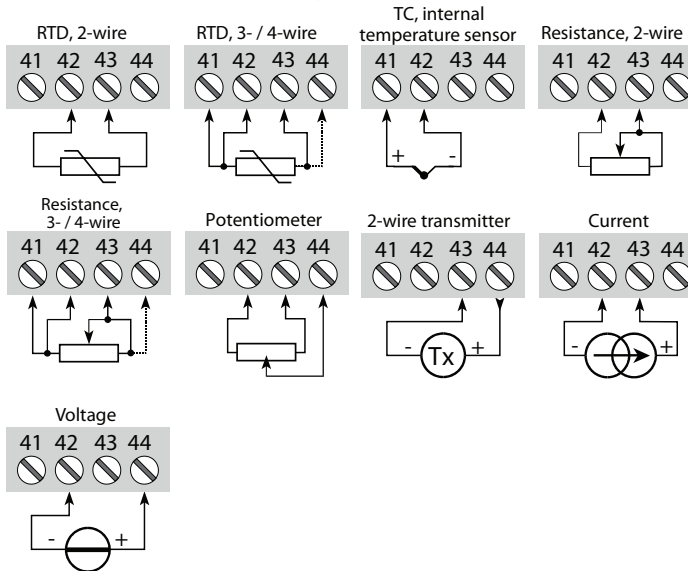 RTD, 2-wire
41 42 43 44
RTD, 3- / 4-wire
41 42 43 44
TC, internal
temperature sensor
41 42 43 44
+ -
Resistance, 2-wire
41 42 43 44
Resistance,
3- / 4-wire
41 42 43 44
Potentiometer
41 42 43 44
2-wire transmitter
41 42 43 44
- Tx +
Current
41 42 43 44
- +
Voltage
41 42 43 44
- +